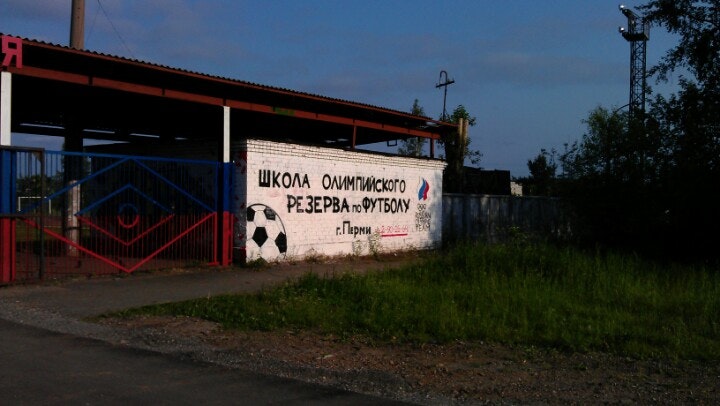 Я
ШКОЛА ОЛИМПИЙСКОГО
РЕЗЕРВА ПО ФУТБОЛУ
г. Перми